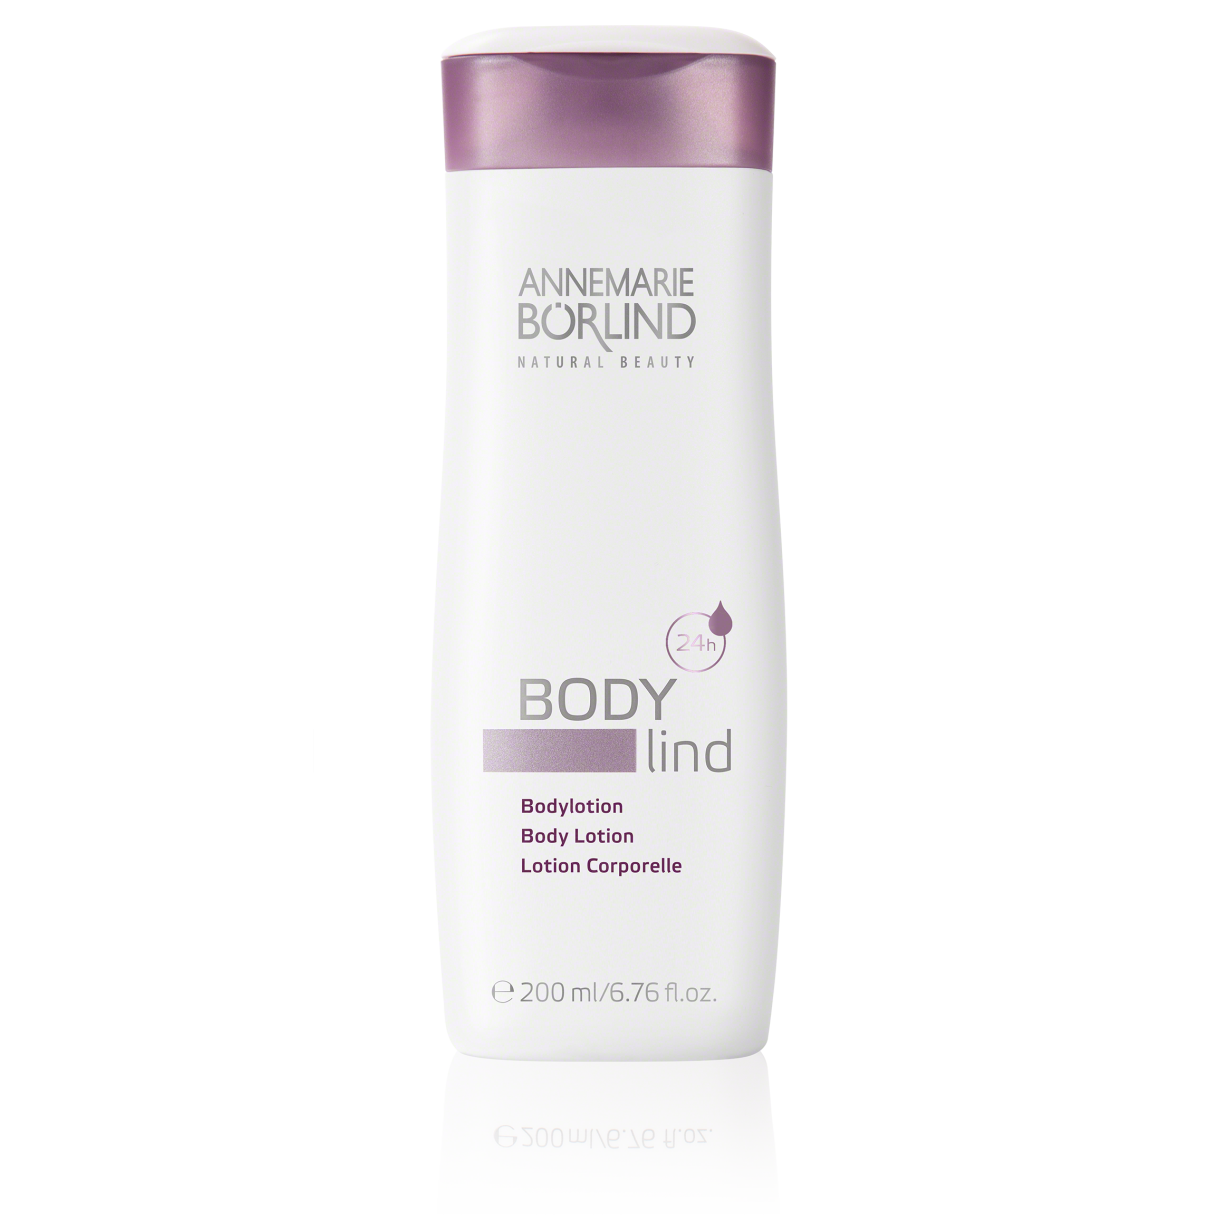 ANNEMARIE
BÖRLIND
NATURAL BEAUTY
24h
BODY
lind
Bodylotion
Body Lotion
Lotion Corporelle
℮ 200 ml/6.76 fl.oz.